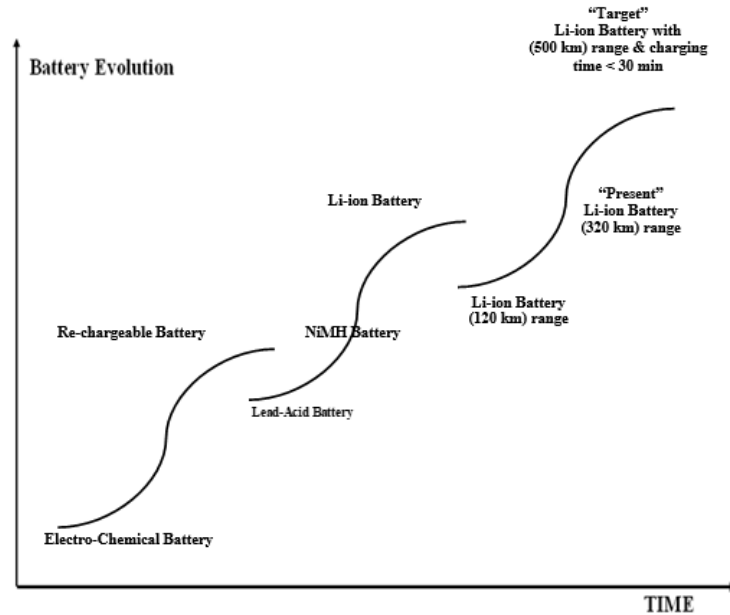 “Target”
Li-ion Battery with
(500 km) range & charging
time < 30 min
Battery Evolution
“Present”
Li-ion Battery
(320 km) range
Li-ion Battery
Li-ion Battery
(120 km) range
Re-chargeable Battery
NiMH Battery
Lead-Acid Battery
Electro-Chemical Battery
TIME